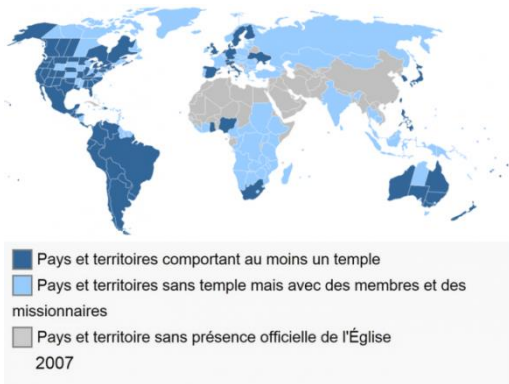 Pays et territoires comportant au moins un temple
Pays et territoires sans temple mais avec des membres et des
missionnaires
Pays et territoire sans présence officielle de l'Église
2007